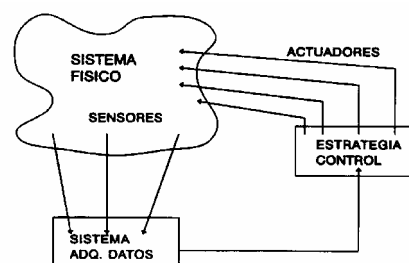 ACTUADORES
SISTEMA
FISICO
SENSORES
ESTRATEGIA
CONTROL
SISTEMA
ADQ. DATOS